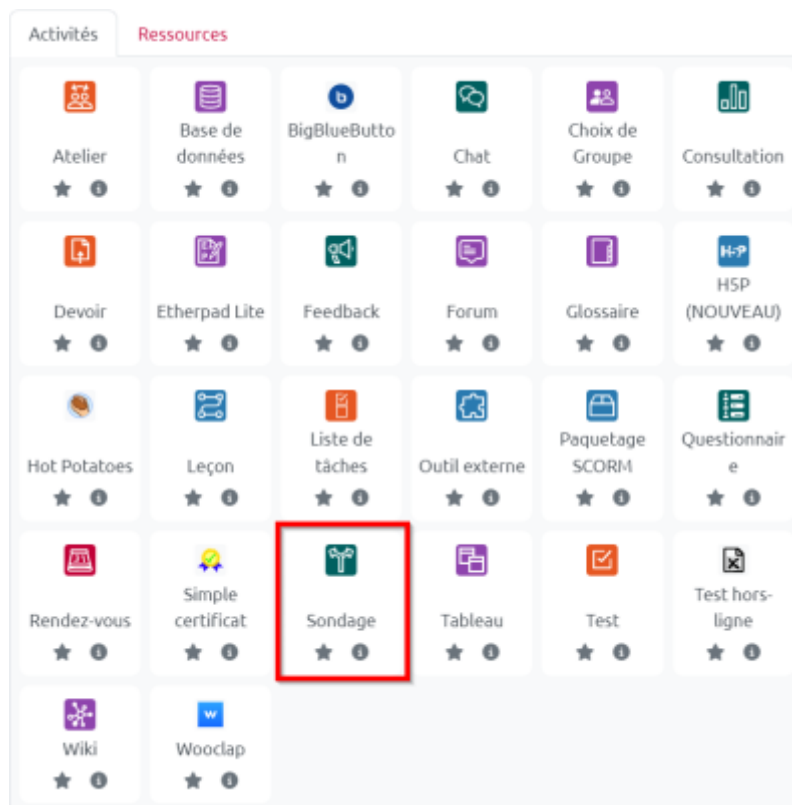 Activités Ressources
Atelier
Base de
données
BigBlueButto
n
Chat
Choix de
Groupe
Consultation
Devoir
Etherpad Lite
Feedback
Forum
Glossaire
H5P
H5P
(NOUVEAU)
Hot Potatoes
Leçon
Liste de
tâches
Outil externe
Paquetage
SCORM
Questionnair
e
Rendez-vous
Simple
certificat
Sondage
Tableau
Test
Test hors-
ligne
Wiki
Wooclap